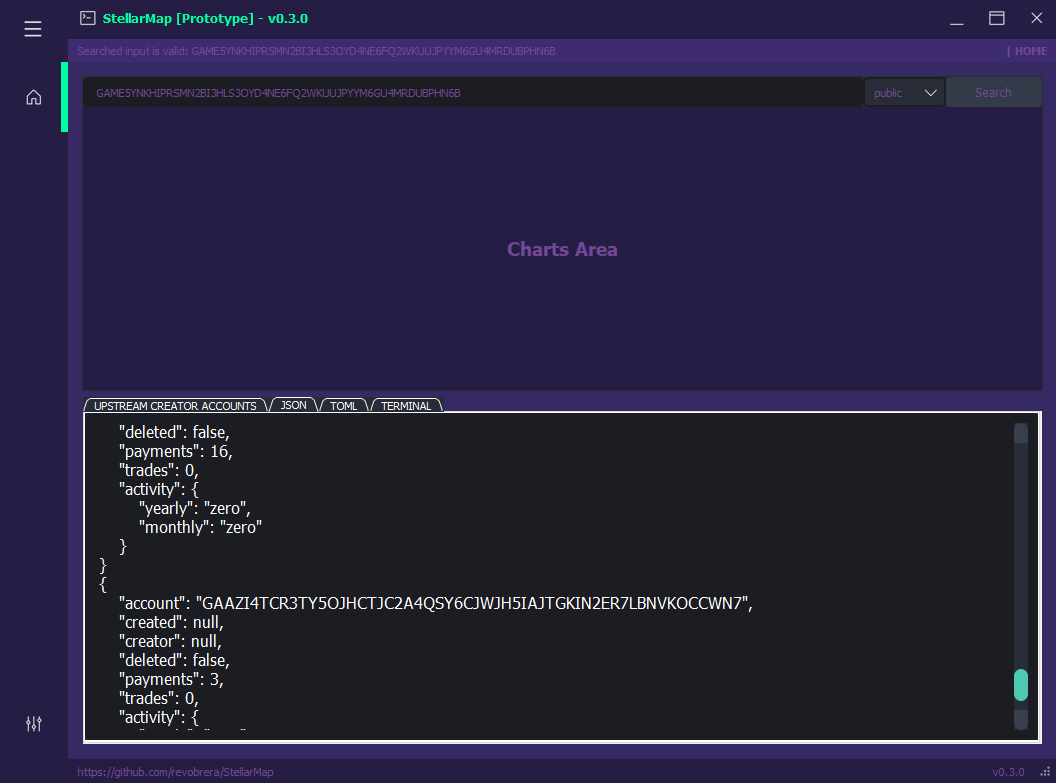 StellarMap [Prototype] - v0.3.0
Searched input is valid: GAME5YNKHIPRSMN2BI3HLS3OYD4NE6FQ2WKUUJPYYM6GU4MRDUBPHN6B
| HOME
GAME5YNKHIPRSMN2BI3HLS3OYD4NE6FQ2WKUUJPYYM6GU4MRDUBPHN6B
public
Search
Charts Area
UPSTREAM CREATOR ACCOUNTS
JSON
TOML
TERMINAL
"deleted": false,
"payments": 16,
"trades": 0,
"activity": {
"yearly": "zero",
"monthly": "zero"
}
}
{
"account": "GAAZI4TCR3TY5OJHCTJC2A4QSY6CJWJH5IAJTGKIN2ER7LBNVKOCCWN7",
"created": null,
"creator": null,
"deleted": false,
"payments": 3,
"trades": 0,
"activity": {
https://github.com/revobrera/StellarMap
v0.3.0